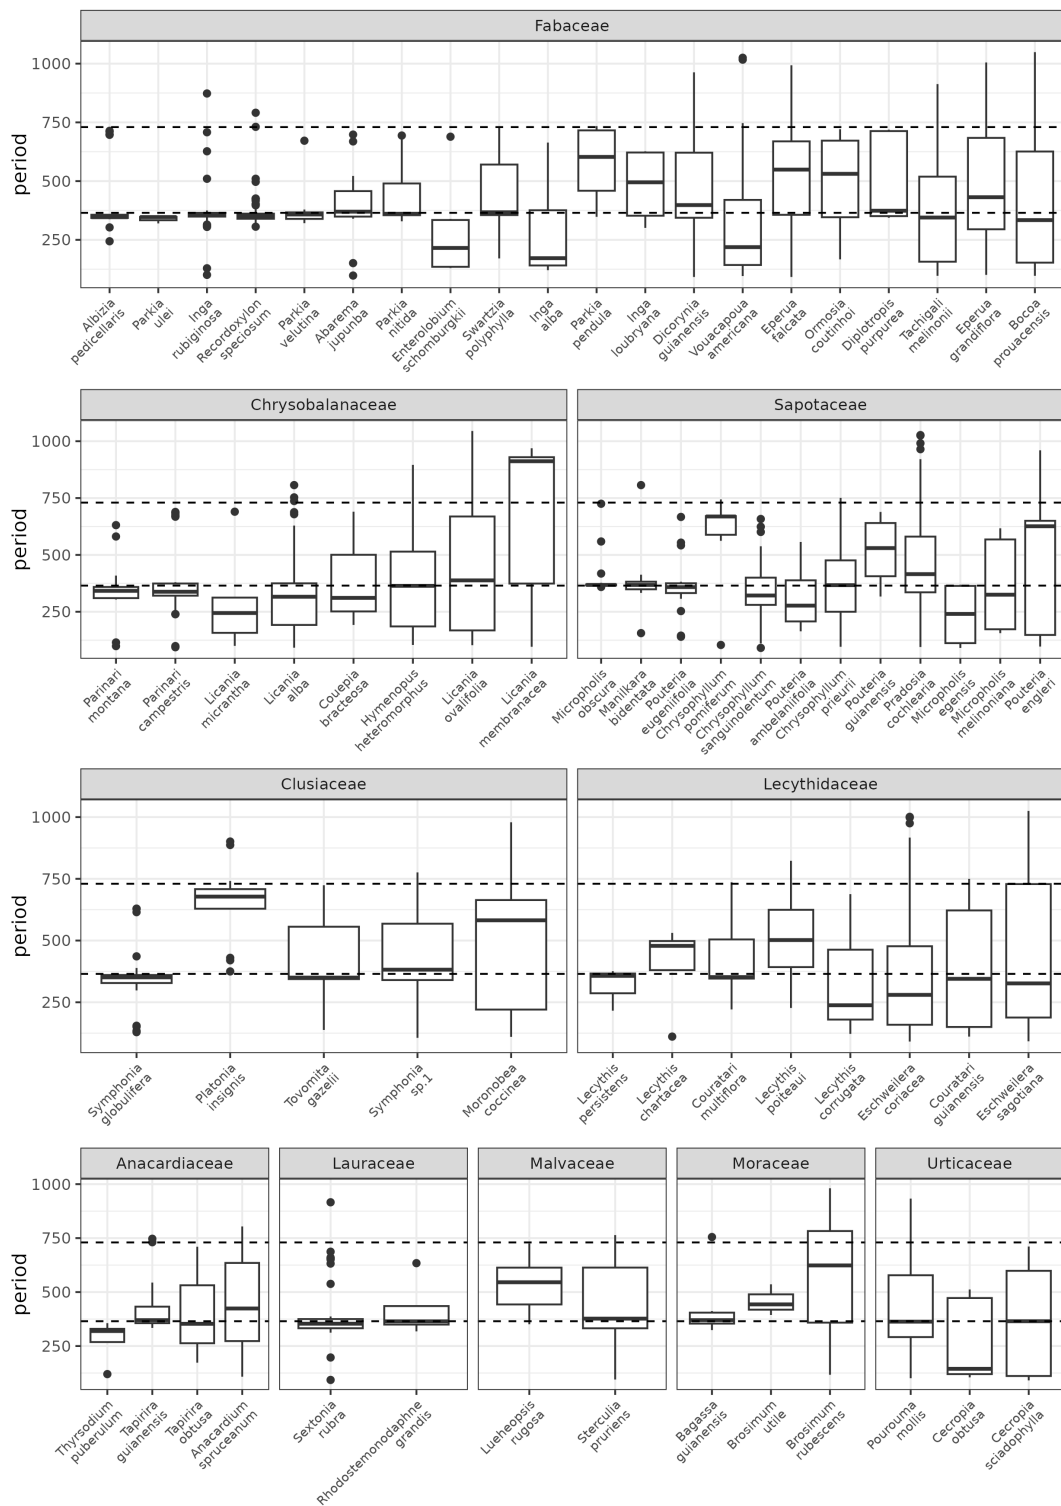 Fabaceae
period
1000
750
500
250
Albizia
pedicellaris
Parkia
ulei
Inga
rubiginosa
Recordoxylon
speciosum
Parkia
velutina
Abarema
jupunba
Parkia
nitida
Enterolobium
schomburgkii
Swartzia
polyphylla
Inga
alba
Parkia
pendula
Inga
loubryana
Dicorynia
guianensis
Vouacapoua
americana
Eperua
falcata
Ormosia
coutinhoi
Diplotropis
purpurea
Tachigali
melinonii
Eperua
grandiflora
Bocoa
prouacensis
Chrysobalanaceae
Sapotaceae
period
1000
750
500
250
Parinari
montana
Parinari
campestris
Licania
micrantha
Licania
alba
Couepia
bracteosa
Hymenopus
heteromorphus
Licania
ovalifolia
Licania
membranacea
Micropholis
obscura
Manilkara
bidentata
Pouteria
eugeniifolia
Chrysophyllum
pomiferum
Chrysophyllum
sanguinolentum
Pouteria
ambelaniifolia
Chrysophyllum
prieurii
Pouteria
guianensis
Pradosia
cochlearia
Micropholis
egensis
Micropholis
melinoniana
Pouteria
engleri
Clusiaceae
Lecythidaceae
period
1000
750
500
250
Symphonia
globulifera
Platonia
insignis
Tovomita
gazelii
Symphonia
sp.1
Moronobea
coccinea
Lecythis
persistens
Lecythis
chartacea
Couratari
multiflora
Lecythis
poiteaui
Lecythis
corrugata
Eschweilera
coriacea
Couratari
guianensis
Eschweilera
sagotiana
Anacardiaceae
Lauraceae
Malvaceae
Moraceae
Urticaceae
period
1000
750
500
250
Thyrsodium
puberulum
Tapirira
guianensis
Tapirira
obtusa
Anacardium
spruceanum
Sextonia
rubra
Rhodostemonodaphne
grandis
Lueheopsis
rugosa
Sterculia
pruriens
Bagassa
guianensis
Brosimum
utile
Brosimum
rubescens
Pourouma
mollis
Cecropia
obtusa
Cecropia
sciadophylla